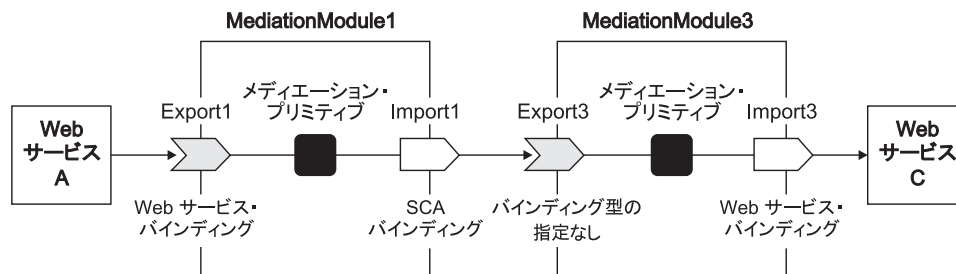 MediationModule1
MediationModule3
メディエーション・
プリミティブ
メディエーション・
プリミティブ
Export1
Import1
Export3
Import3
Web
サービス
A
Web
サービス
C
Web サービス・
バインディング
SCA
バインディング
バインディング型の
指定なし
Web サービス・
バインディング